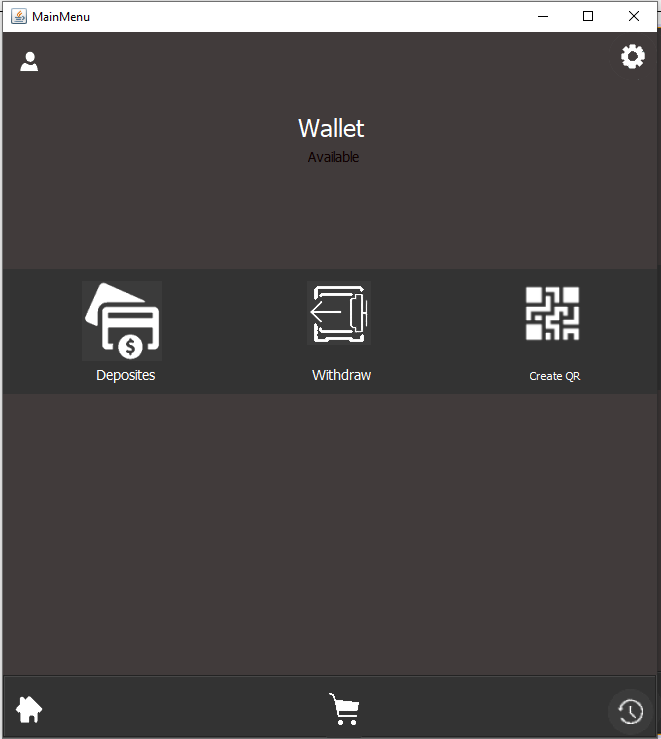 MainMenu
Wallet
Available
$
Deposites
Withdraw
Create QR